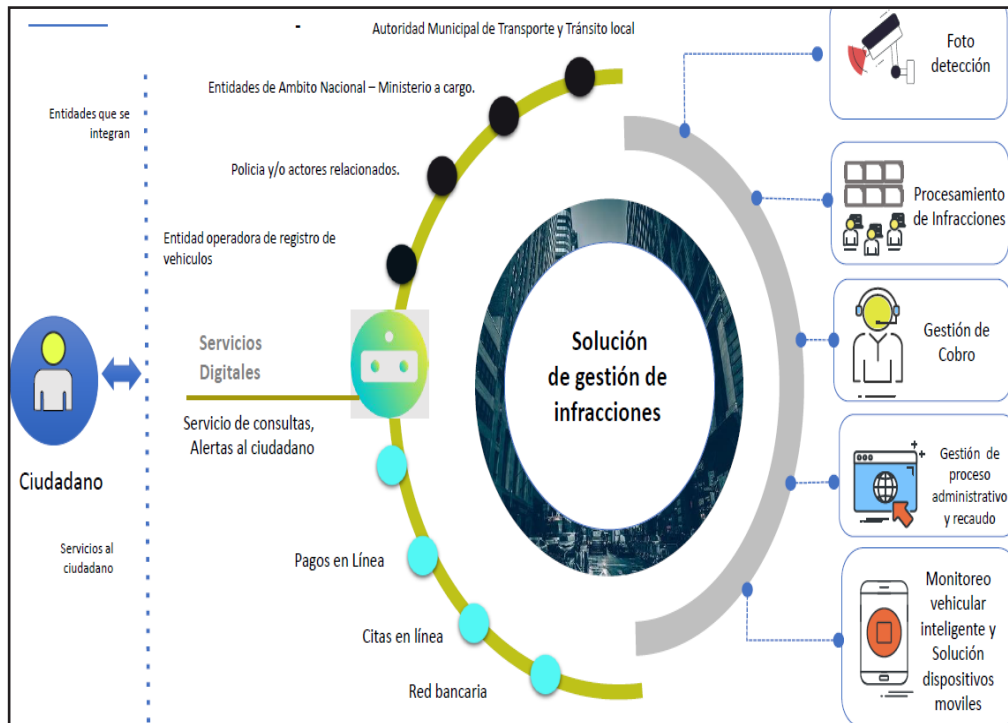 -
Autoridad Municipal de Transporte y Tránsito local
Entidades de Ambito Nacional – Ministerio a cargo.
Entidades que se
integran
Policia y/o actores relacionados.
Entidad operadora de registro de
vehiculos
Servicios
Digitales
Servicio de consultas,
Alertas al ciudadano
Ciudadano
Servicios al
ciudadano
Pagos en Línea
Citas en línea
Red bancaria
Solución
de gestión de
infracciones
Foto
detección
Procesamiento
de Infracciones
Gestión de
Cobro
Gestión de
proceso
administrativo
y recaudo
Monitoreo
vehicular
inteligente y
Solución
dispositivos
moviles